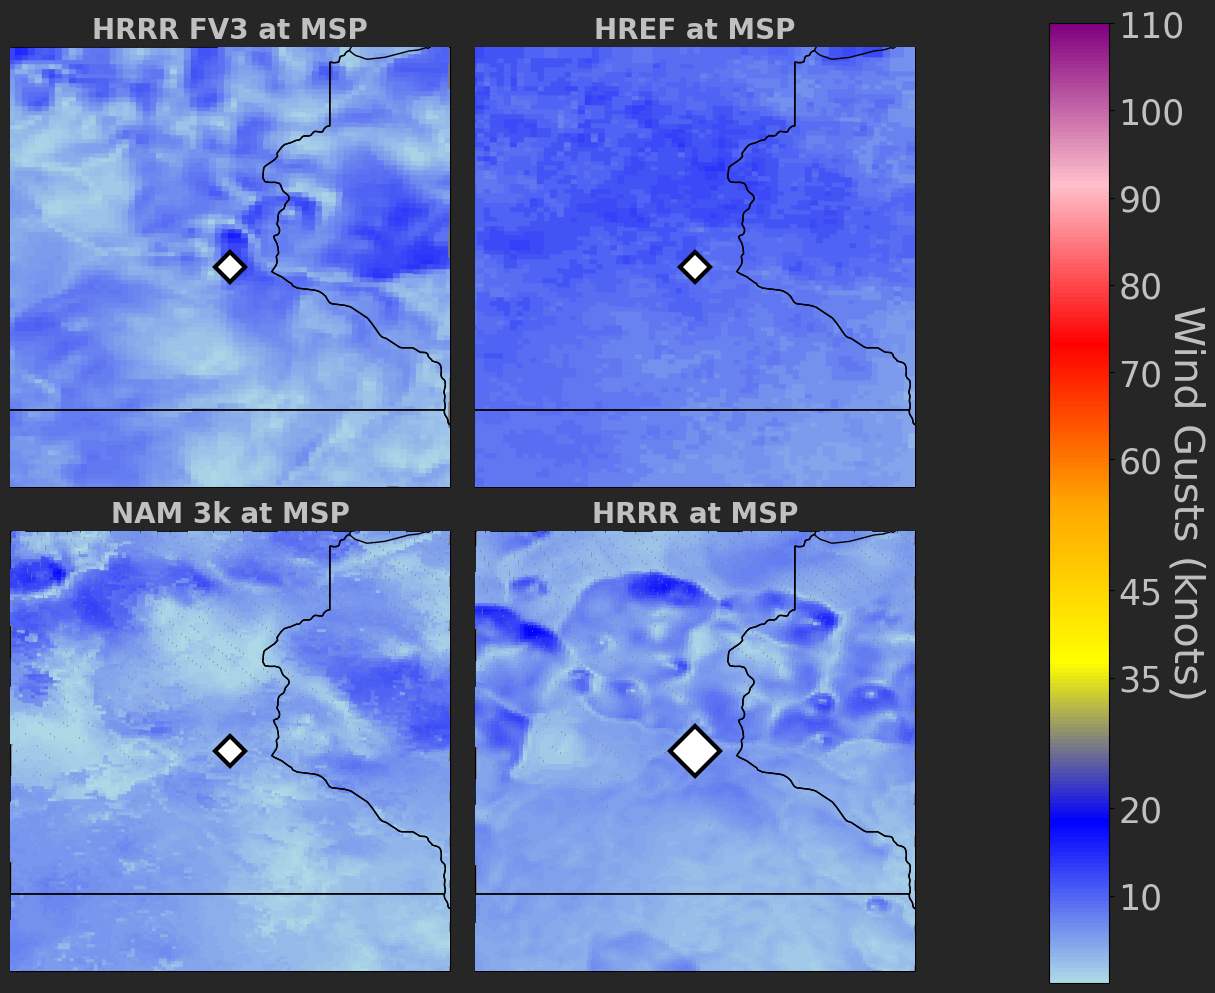 HRRR FV3 at MSP
HREF at MSP
NAM 3k at MSP
HRRR at MSP
110
100
90
80
70
60
45
35
20
10
Wind Gusts (knots)